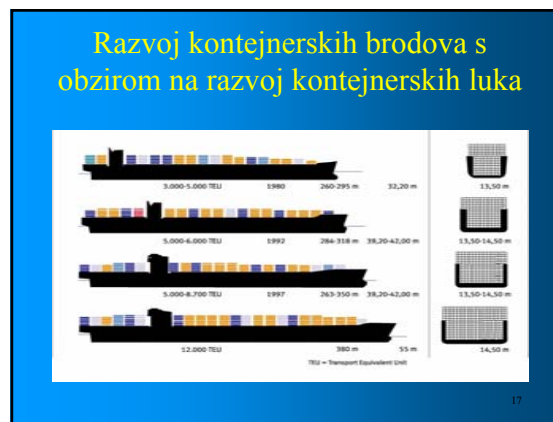 Razvoj kontejnerskih brodova s
obzirom na razvoj kontejnerskih luka
3.000-5.000 TEU 1980 260-295 m 32,20 m 13,50 m
5.000-6.000 TEU 1992 284-318 m 39,20-42,00 m 13,50-14,50 m
5.000-8.700 TEU 1997 263-350 m 39,20-42,00 m 13,50-14,50 m
12.000 TEU 380 m 55 m 14,50 m
TEU = Transport Equivalent Unit
17